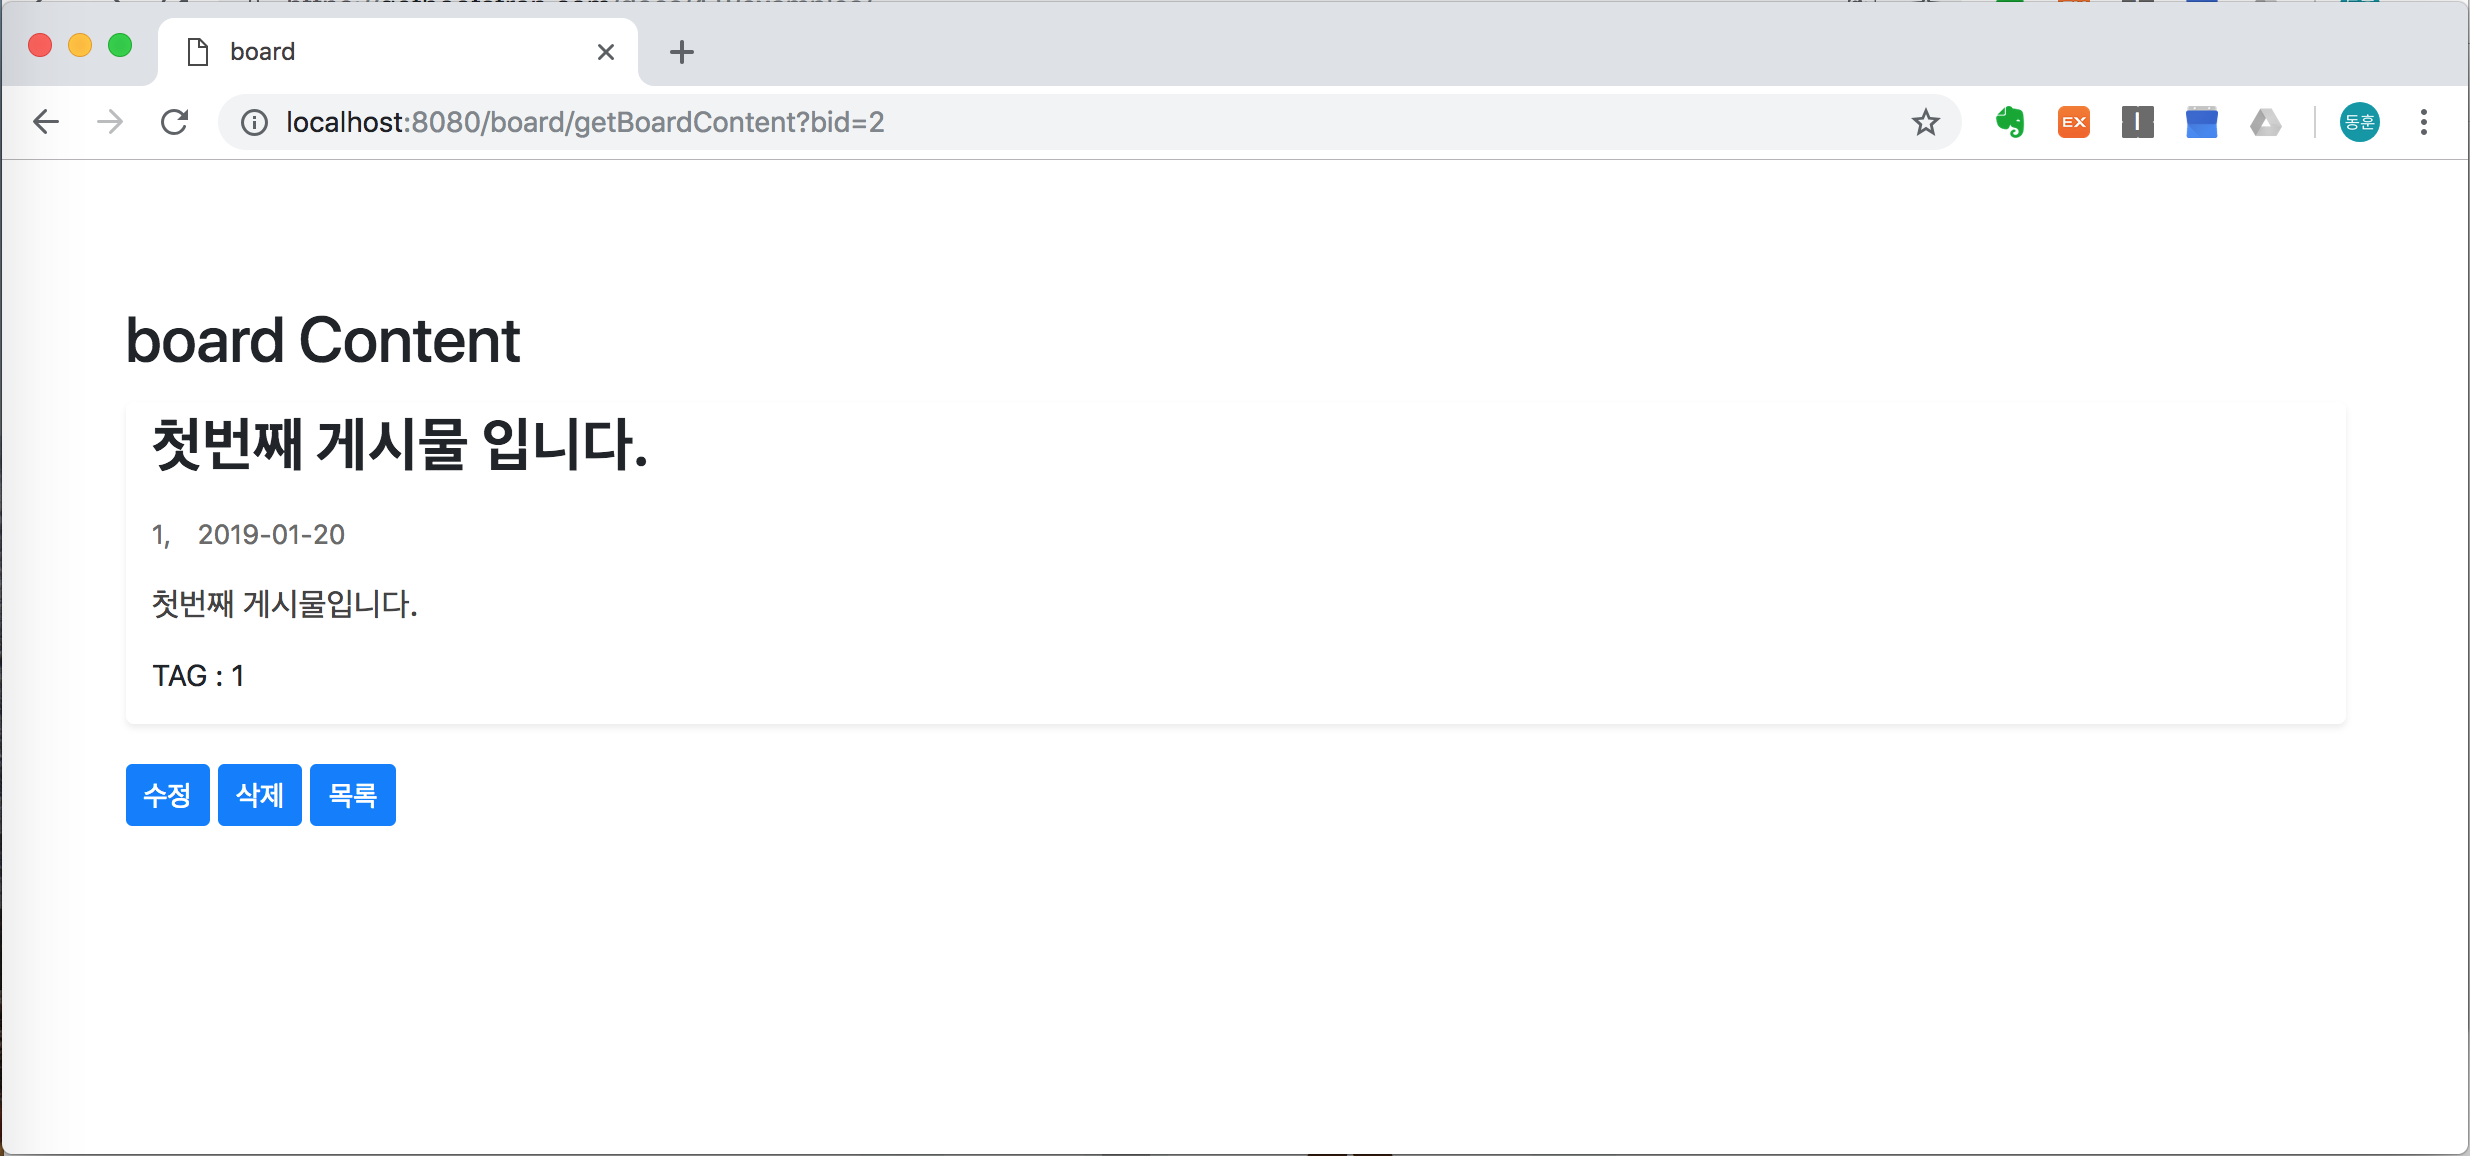 board
localhost:8080/board/getBoardContent?bid=2
EX
동훈
board Content
첫번째 게시물 입니다.
1, 2019-01-20
첫번째 게시물입니다.
TAG : 1
수정 삭제 목록